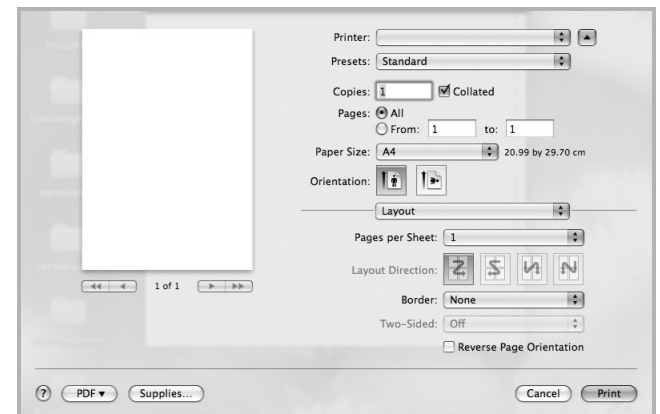 Printer:
Presets: Standard
Copies: 1 Collated
Pages: All
From: 1 to: 1
Paper Size: A4 20.99 by 29.70 cm
Orientation:
Layout
Pages per Sheet: 1
Layout Direction:
1 of 1
Border: None
Two-Sided: Off
Reverse Page Orientation
? PDF▾ Supplies... Cancel Print